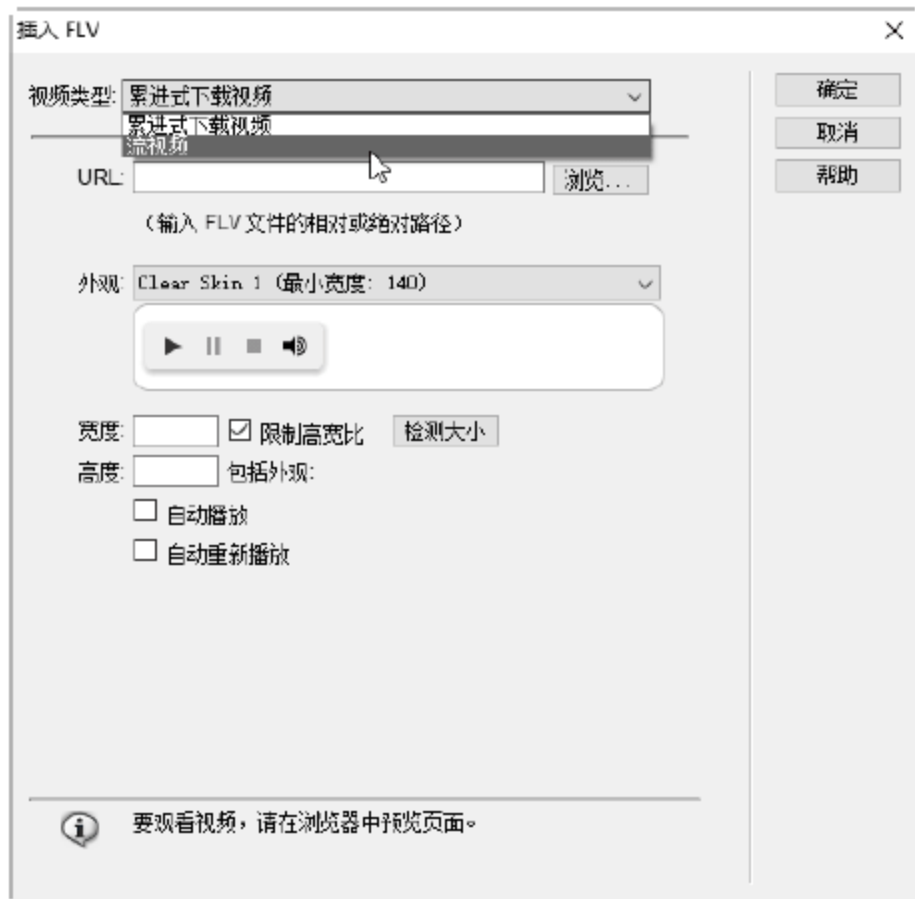 插入 FLV
视频类型: 累进式下载视频
确定
累进式下载视频
取消
流视频
URL:
浏览...
帮助
（输入 FLV 文件的相对或绝对路径）
外观: Clear Skin 1 (最小宽度: 140)
宽度: 限制高宽比 检测大小
高度: 包括外观:
自动播放
自动重新播放
要观看视频，请在浏览器中预览页面。